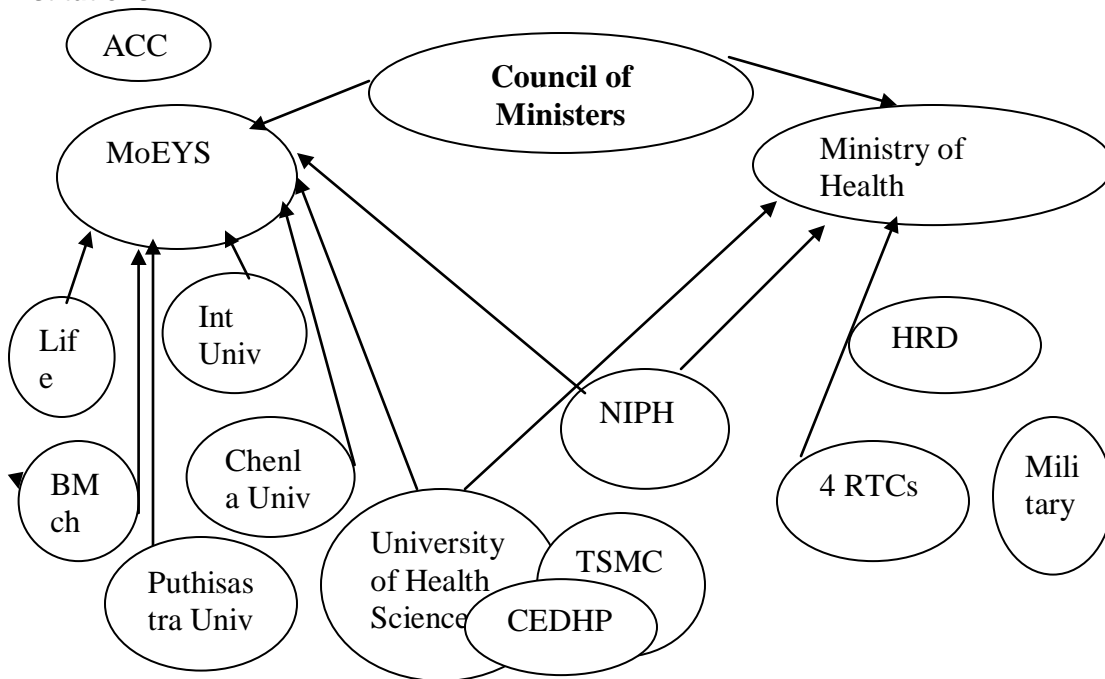 ACC
Council of
Ministers
MoEYS
Ministry of
Health
Lif
e
Int
Univ
HRD
NIPH
BM
ch
Chenl
a Univ
4 RTCs
Mili
tary
University
of Health
Science
TSMC
CEDHP
Puthisas
tra Univ